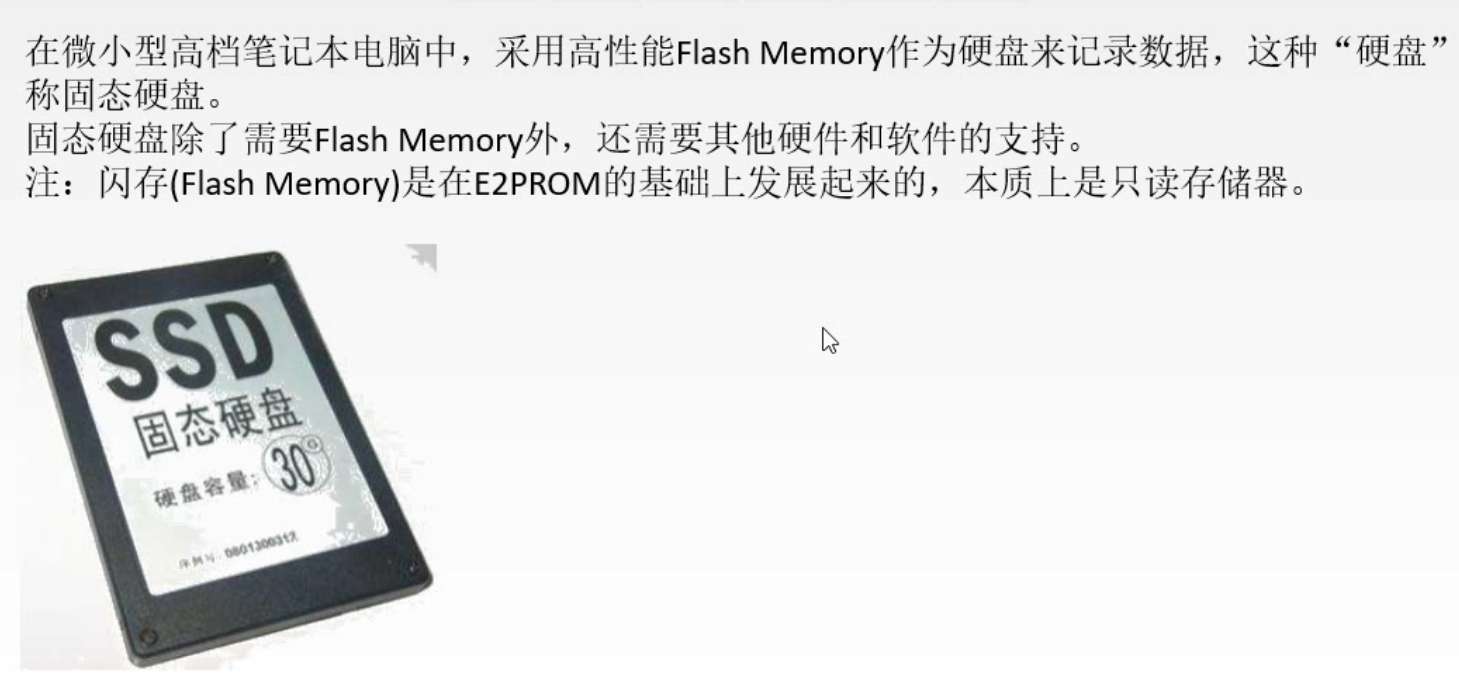 在微小型高档笔记本电脑中，采用高性能Flash Memory作为硬盘来记录数据，这种“硬盘”
称固态硬盘。
固态硬盘除了需要Flash Memory外，还需要其他硬件和软件的支持。
注：闪存(Flash Memory)是在E2PROM的基础上发展起来的，本质上是只读存储器。
SSD
固态硬盘
硬盘容量：30G